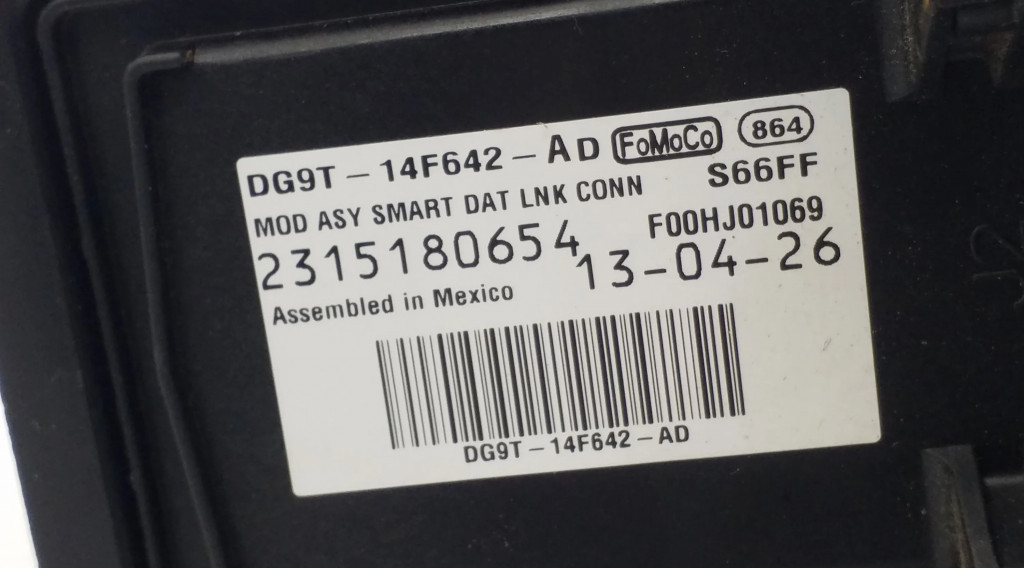 DG9T-14F642-AD FoMoCo 864
MOD ASY SMART DAT LNK CONN S66FF
2315180654 F00HJ01069
13-04-26
Assembled in Mexico
DG9T-14F642-AD